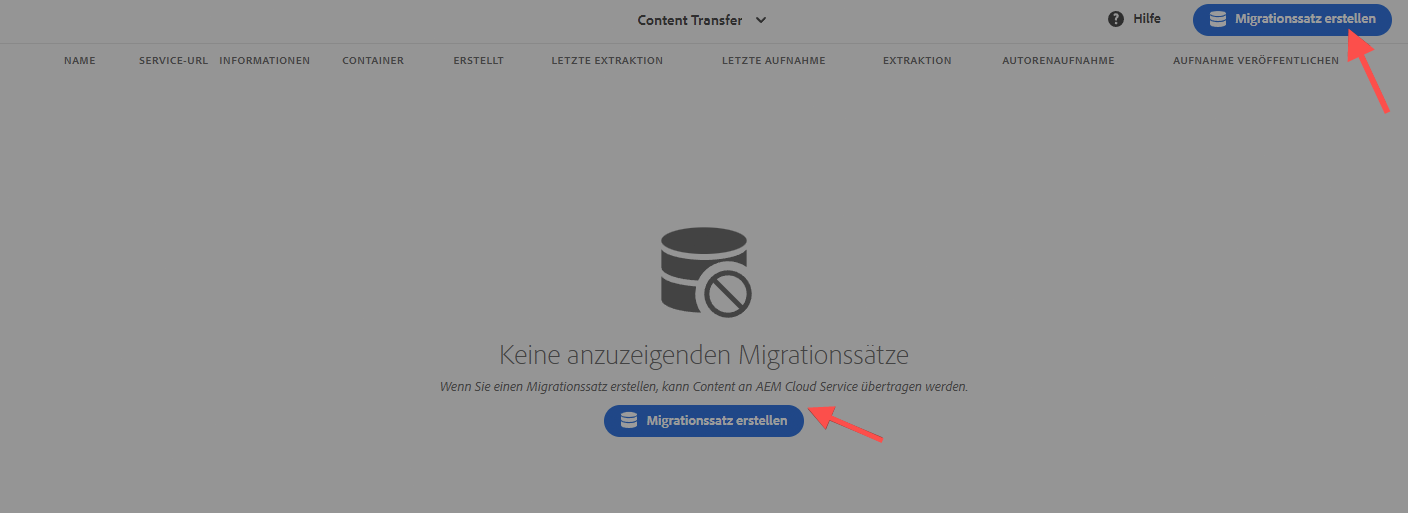 Content Transfer
Hilfe
Migrationssatz erstellen
NAME SERVICE-URL INFORMATIONEN CONTAINER ERSTELLT LETZTE EXTRAKTION LETZTE AUFNAHME EXTRAKTION AUTORENAUFNAHME AUFNAHME VERÖFFENTLICHEN
Keine anzuzeigenden Migrationssätze
Wenn Sie einen Migrationssatz erstellen, kann Content an AEM Cloud Service übertragen werden.
Migrationssatz erstellen